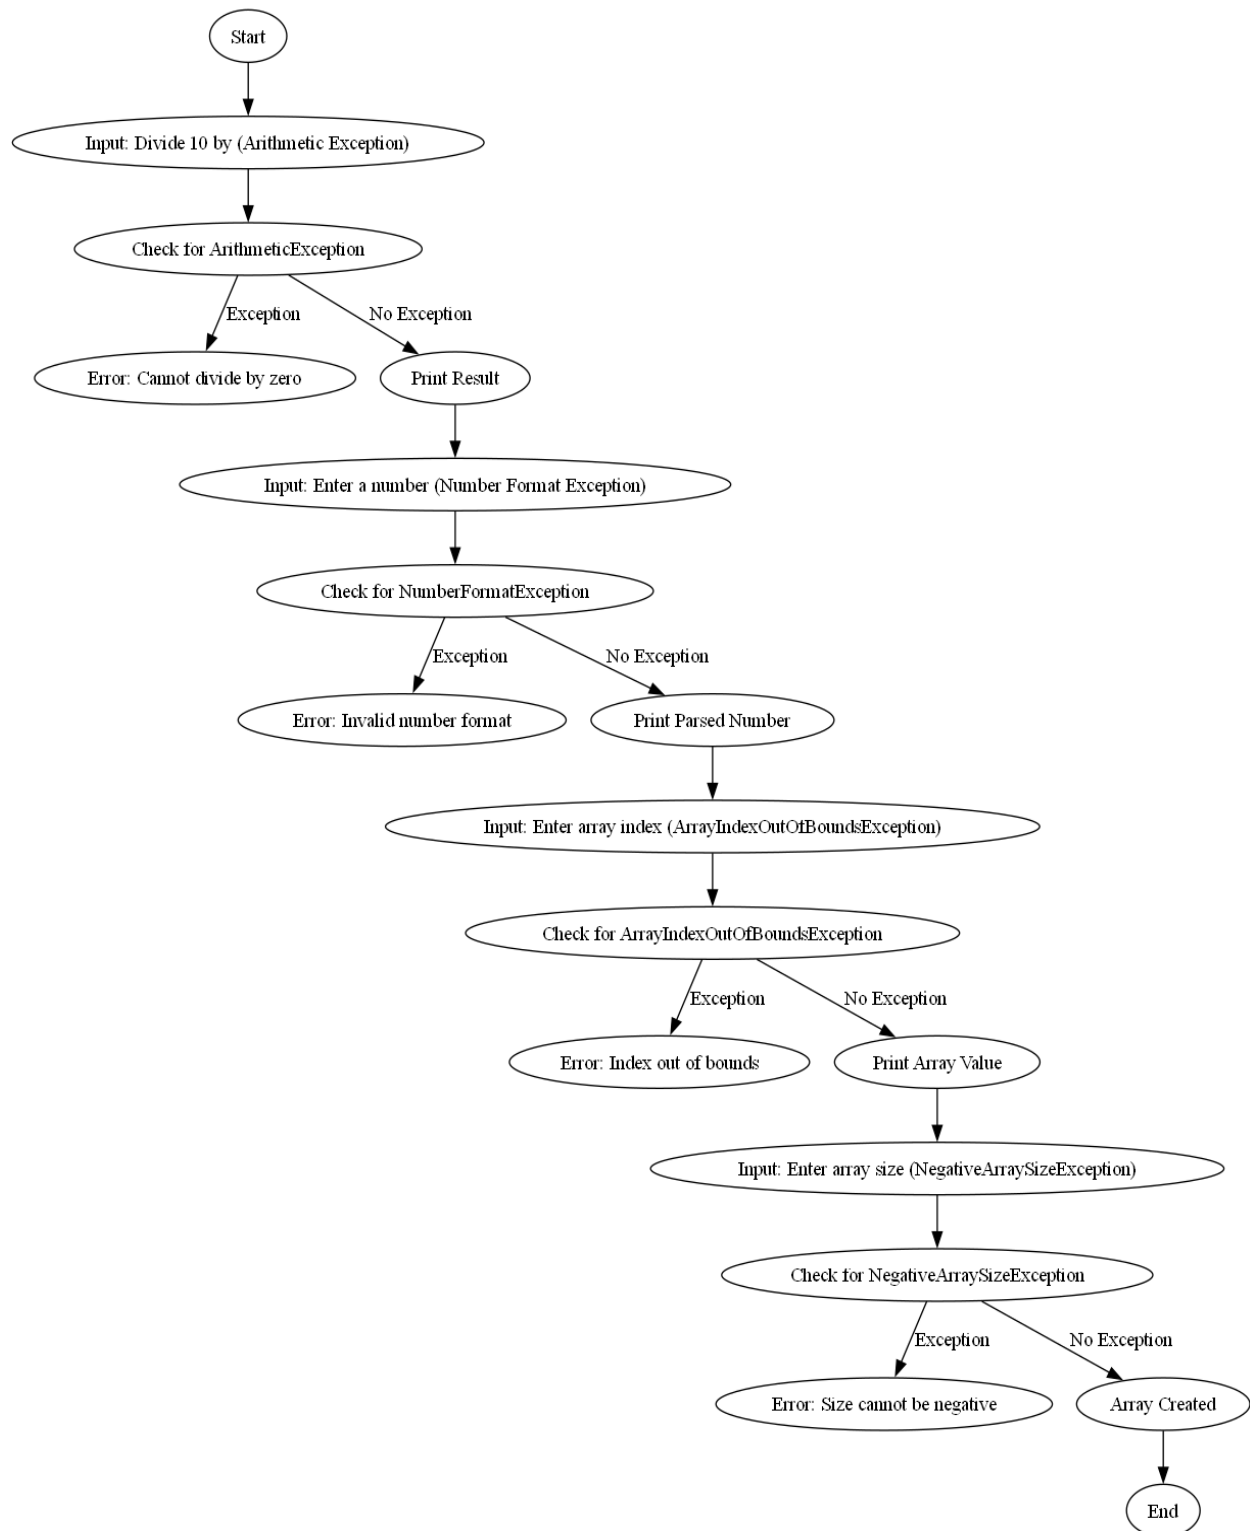 Start
Input: Divide 10 by (Arithmetic Exception)
Check for ArithmeticException
Exception
No Exception
Error: Cannot divide by zero
Print Result
Input: Enter a number (Number Format Exception)
Check for NumberFormatException
Exception
No Exception
Error: Invalid number format
Print Parsed Number
Input: Enter array index (ArrayIndexOutOfBoundsException)
Check for ArrayIndexOutOfBoundsException
Exception
No Exception
Error: Index out of bounds
Print Array Value
Input: Enter array size (NegativeArraySizeException)
Check for NegativeArraySizeException
Exception
No Exception
Error: Size cannot be negative
Array Created
End